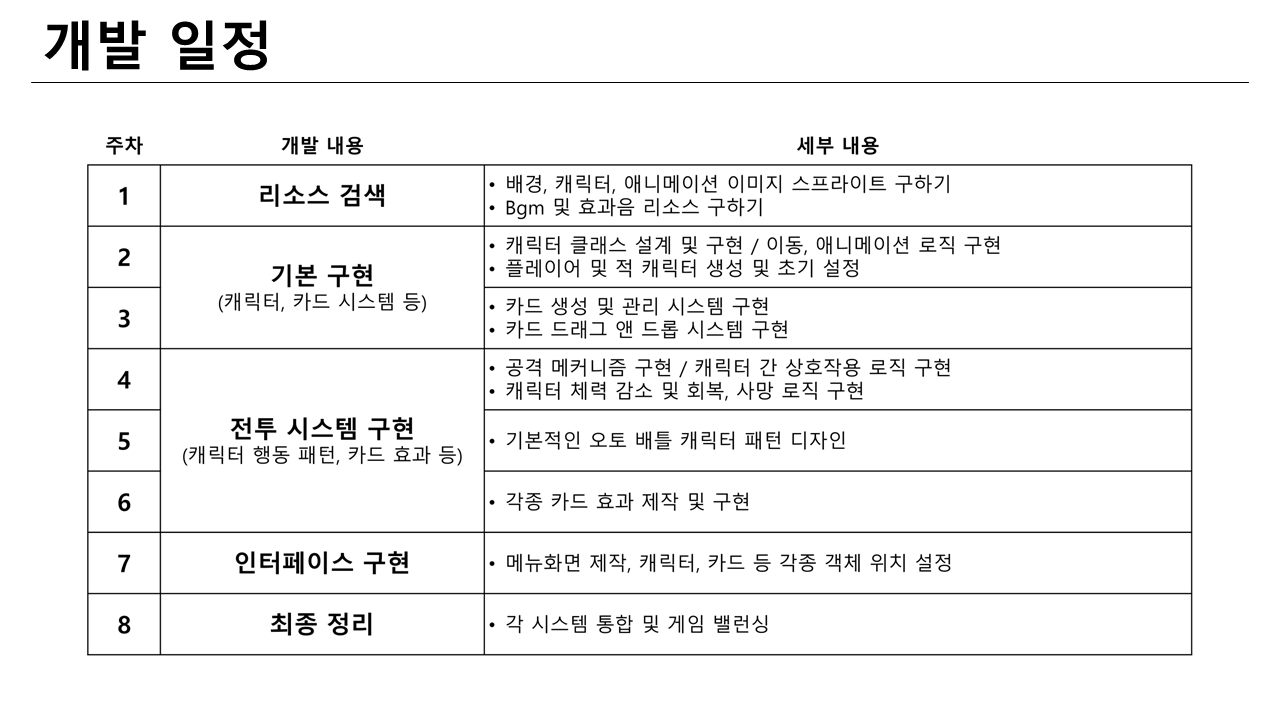 개발 일정
주차 개발 내용 세부 내용
1 리소스 검색
• 배경, 캐릭터, 애니메이션 이미지 스프라이트 구하기
• Bgm 및 효과음 리소스 구하기
2
기본 구현
(캐릭터, 카드 시스템 등)
• 캐릭터 클래스 설계 및 구현 / 이동, 애니메이션 로직 구현
• 플레이어 및 적 캐릭터 생성 및 초기 설정
3
• 카드 생성 및 관리 시스템 구현
• 카드 드래그 앤 드롭 시스템 구현
4
전투 시스템 구현
(캐릭터 행동 패턴, 카드 효과 등)
• 공격 메커니즘 구현 / 캐릭터 간 상호작용 로직 구현
• 캐릭터 체력 감소 및 회복, 사망 로직 구현
5
• 기본적인 오토 배틀 캐릭터 패턴 디자인
6
• 각종 카드 효과 제작 및 구현
7 인터페이스 구현
• 메뉴화면 제작, 캐릭터, 카드 등 각종 객체 위치 설정
8 최종 정리
• 각 시스템 통합 및 게임 밸런싱